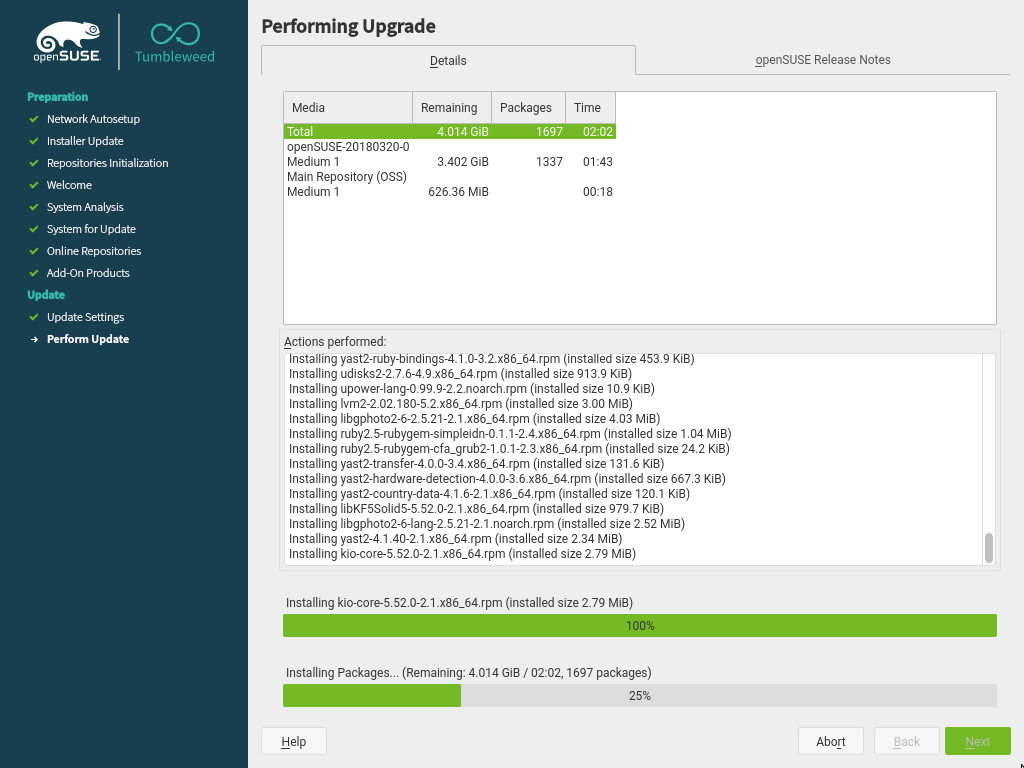 openSUSE
Tumbleweed
Preparation
Network Autosetup
Installer Update
Repositories Initialization
Welcome
System Analysis
System for Update
Online Repositories
Add-On Products
Update
Update Settings
Perform Update
Performing Upgrade
Details
openSUSE Release Notes
Media Remaining Packages Time
Total 4.014 GiB 1697 02:02
openSUSE-20180320-0
Medium 1 3.402 GiB 1337 01:43
Main Repository (OSS)
Medium 1 626.36 MiB 00:18
Actions performed:
Installing yast2-ruby-bindings-4.1.0-3.2.x86_64.rpm (installed size 453.9 KiB)
Installing udisks2-2.7.6-4.9.x86_64.rpm (installed size 913.9 KiB)
Installing upower-lang-0.99.9-2.2.noarch.rpm (installed size 10.9 KiB)
Installing lvm2-2.02.180-5.2.x86_64.rpm (installed size 3.00 MiB)
Installing libgphoto2-6-2.5.21-2.1.x86_64.rpm (installed size 4.03 MiB)
Installing ruby2.5-rubygem-simpleidn-0.1.1-2.4.x86_64.rpm (installed size 1.04 MiB)
Installing ruby2.5-rubygem-cfa_grub2-1.0.1-2.3.x86_64.rpm (installed size 24.2 KiB)
Installing yast2-transfer-4.0.0-3.4.x86_64.rpm (installed size 131.6 KiB)
Installing yast2-hardware-detection-4.0.0-3.6.x86_64.rpm (installed size 667.3 KiB)
Installing yast2-country-data-4.1.6-2.1.x86_64.rpm (installed size 120.1 KiB)
Installing libKF5Solid5-5.52.0-2.1.x86_64.rpm (installed size 979.7 KiB)
Installing libgphoto2-6-lang-2.5.21-2.1.noarch.rpm (installed size 2.52 MiB)
Installing yast2-4.1.40-2.1.x86_64.rpm (installed size 2.34 MiB)
Installing kio-core-5.52.0-2.1.x86_64.rpm (installed size 2.79 MiB)
Installing kio-core-5.52.0-2.1.x86_64.rpm (installed size 2.79 MiB)
100%
Installing Packages... (Remaining: 4.014 GiB / 02:02, 1697 packages)
25%
Help Abort Back Next